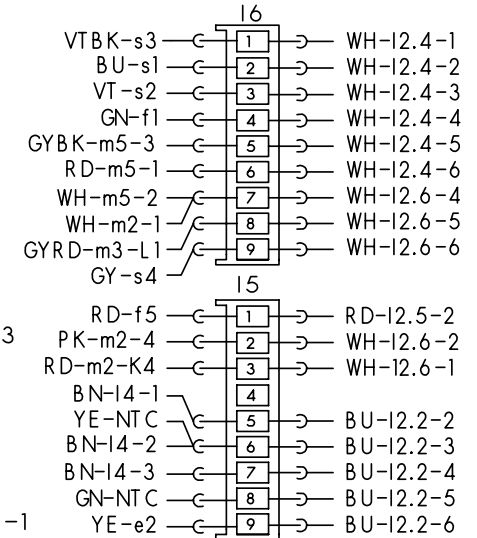 I6
VTBK-s3 1 WH-I2.4-1
BU-s1 2 WH-I2.4-2
VT-s2 3 WH-I2.4-3
GN-f1 4 WH-I2.4-4
GYBK-m5-3 5 WH-I2.4-5
RD-m5-1 6 WH-I2.4-6
WH-m5-2 7 WH-I2.6-4
WH-m2-1 8 WH-I2.6-5
GYRD-m3-L1 9 WH-I2.6-6
GY-s4
I5
RD-f5 1 RD-I2.5-2
3 PK-m2-4 2 WH-I2.6-2
RD-m2-K4 3 WH-12.6-1
BN-I4-1 4
YE-NTC 5 BU-I2.2-2
BN-I4-2 6 BU-I2.2-3
BN-I4-3 7 BU-I2.2-4
GN-NTC 8 BU-I2.2-5
-1 YE-e2 9 BU-I2.2-6